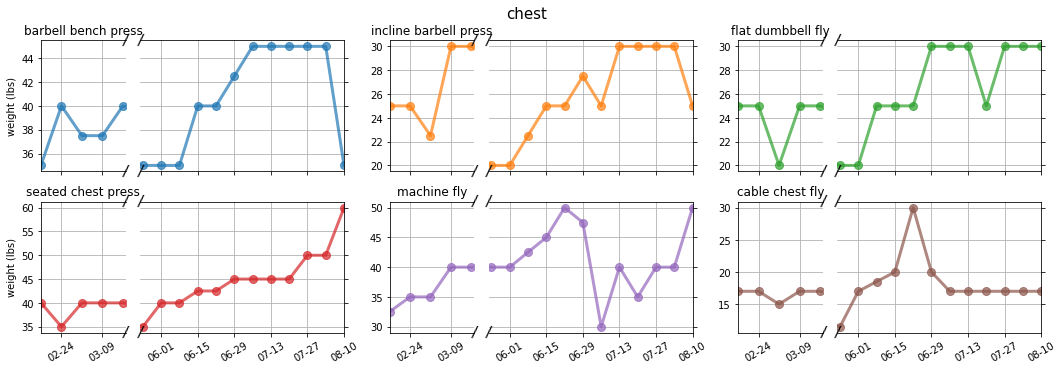 chest
barbell bench press
incline barbell press
flat dumbbell fly
weight (lbs)
44
42
40
38
36
30
28
26
24
22
20
30
28
26
24
22
20
seated chest press
machine fly
cable chest fly
weight (lbs)
60
55
50
45
40
35
50
45
40
35
30
30
25
20
15
02.24 03.09 06.01 06.15 06.29 07.13 07.27 08.10
02.24 03.09 06.01 06.15 06.29 07.13 07.27 08.10
02.24 03.09 06.01 06.15 06.29 07.13 07.27 08.10